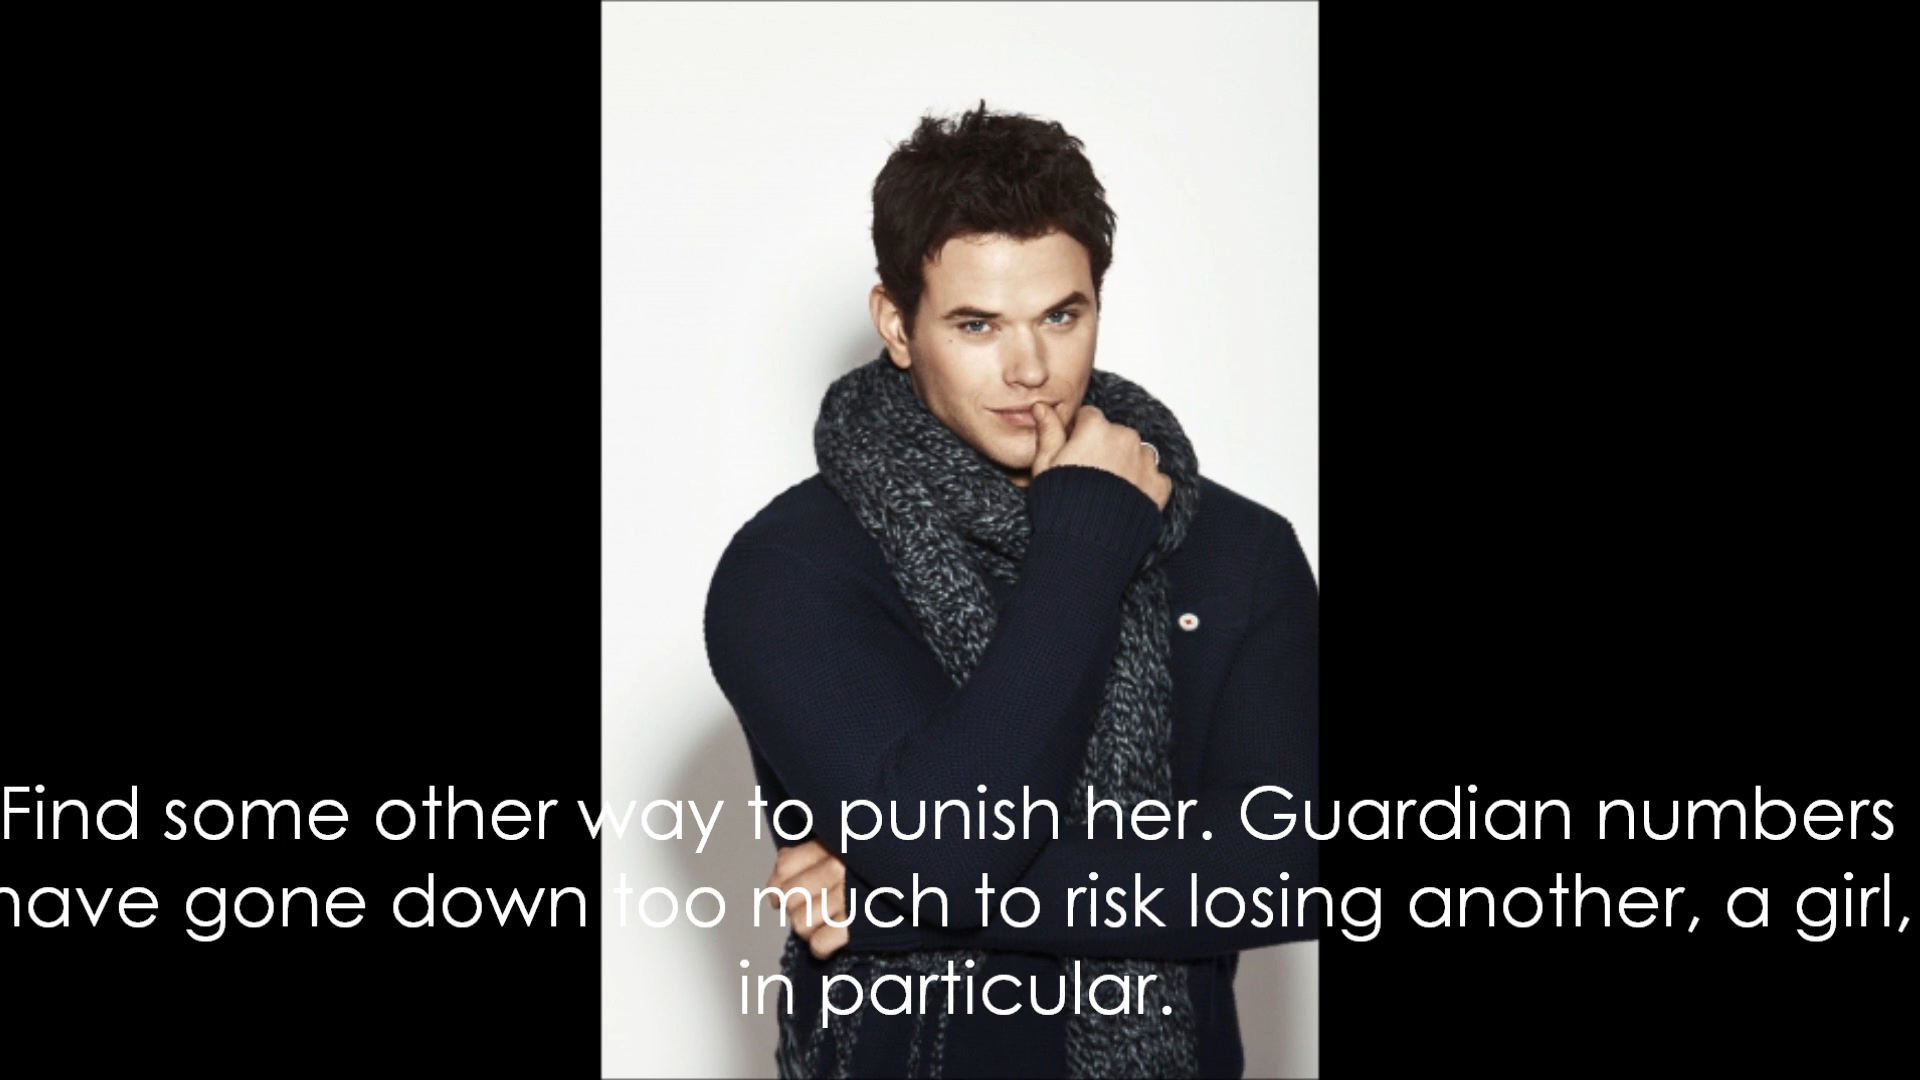 Find some other way to punish her. Guardian numbers
have gone down too much to risk losing another, a girl,
in particular.